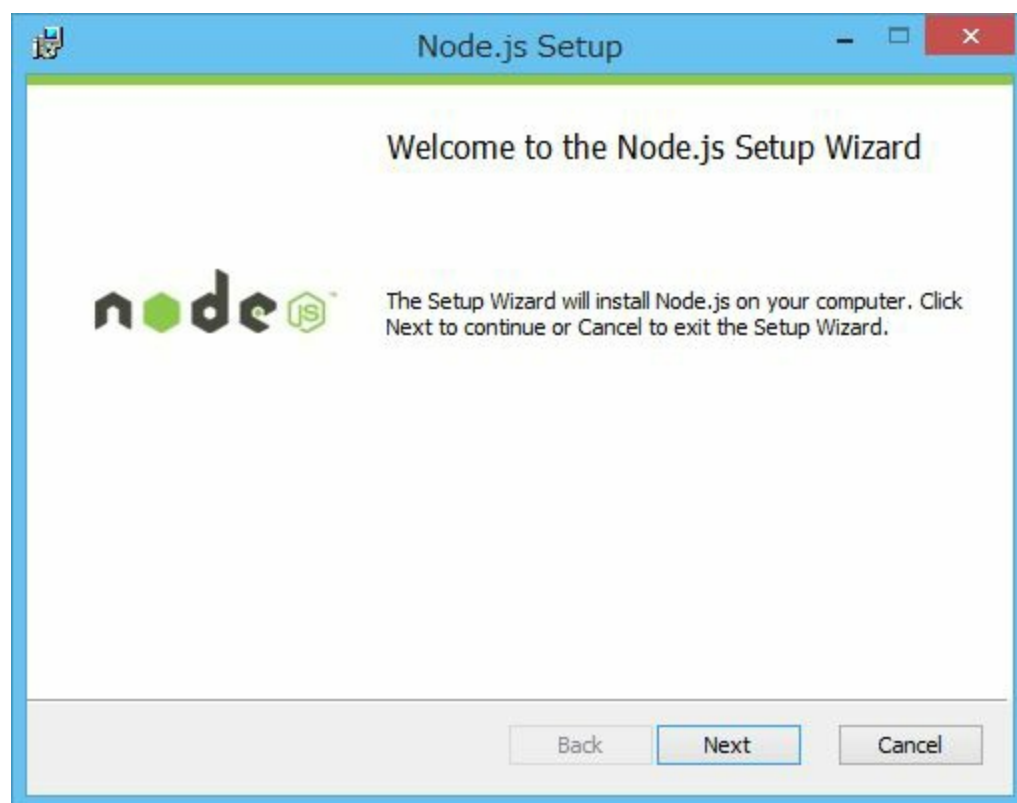 Node.js Setup
Welcome to the Node.js Setup Wizard
node JS™
The Setup Wizard will install Node.js on your computer. Click
Next to continue or Cancel to exit the Setup Wizard.
Back Next Cancel